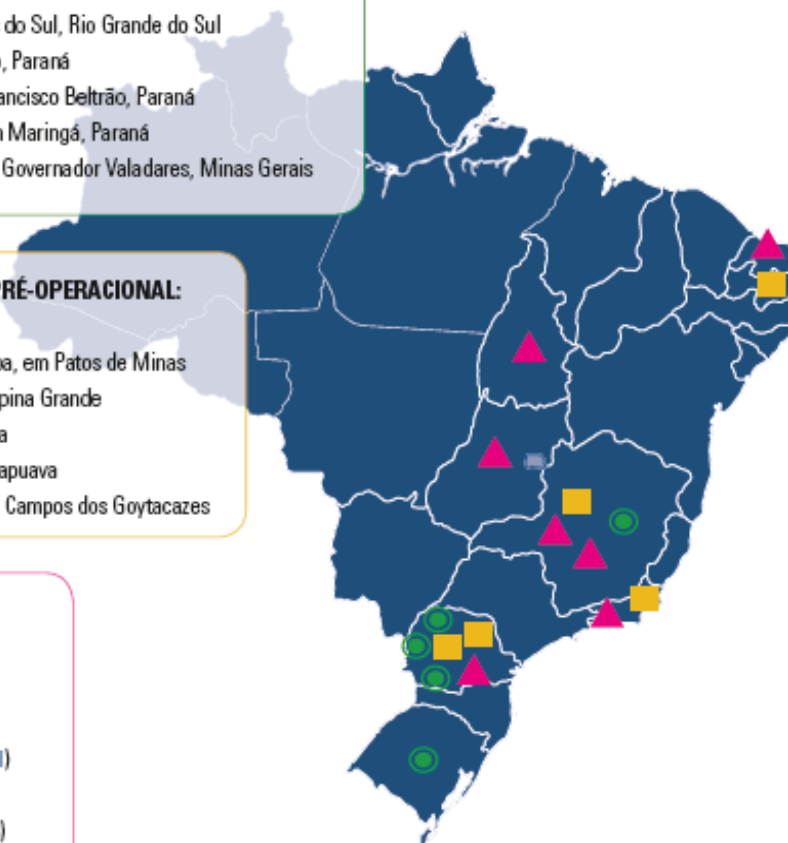 do Sul, Rio Grande do Sul
, Paraná
ancisco Beltrão, Paraná
Maringá, Paraná
Governador Valadares, Minas Gerais
PRÉ-OPERACIONAL:
, em Patos de Minas
pina Grande
a
apuava
Campos dos Goytacazes
)
)